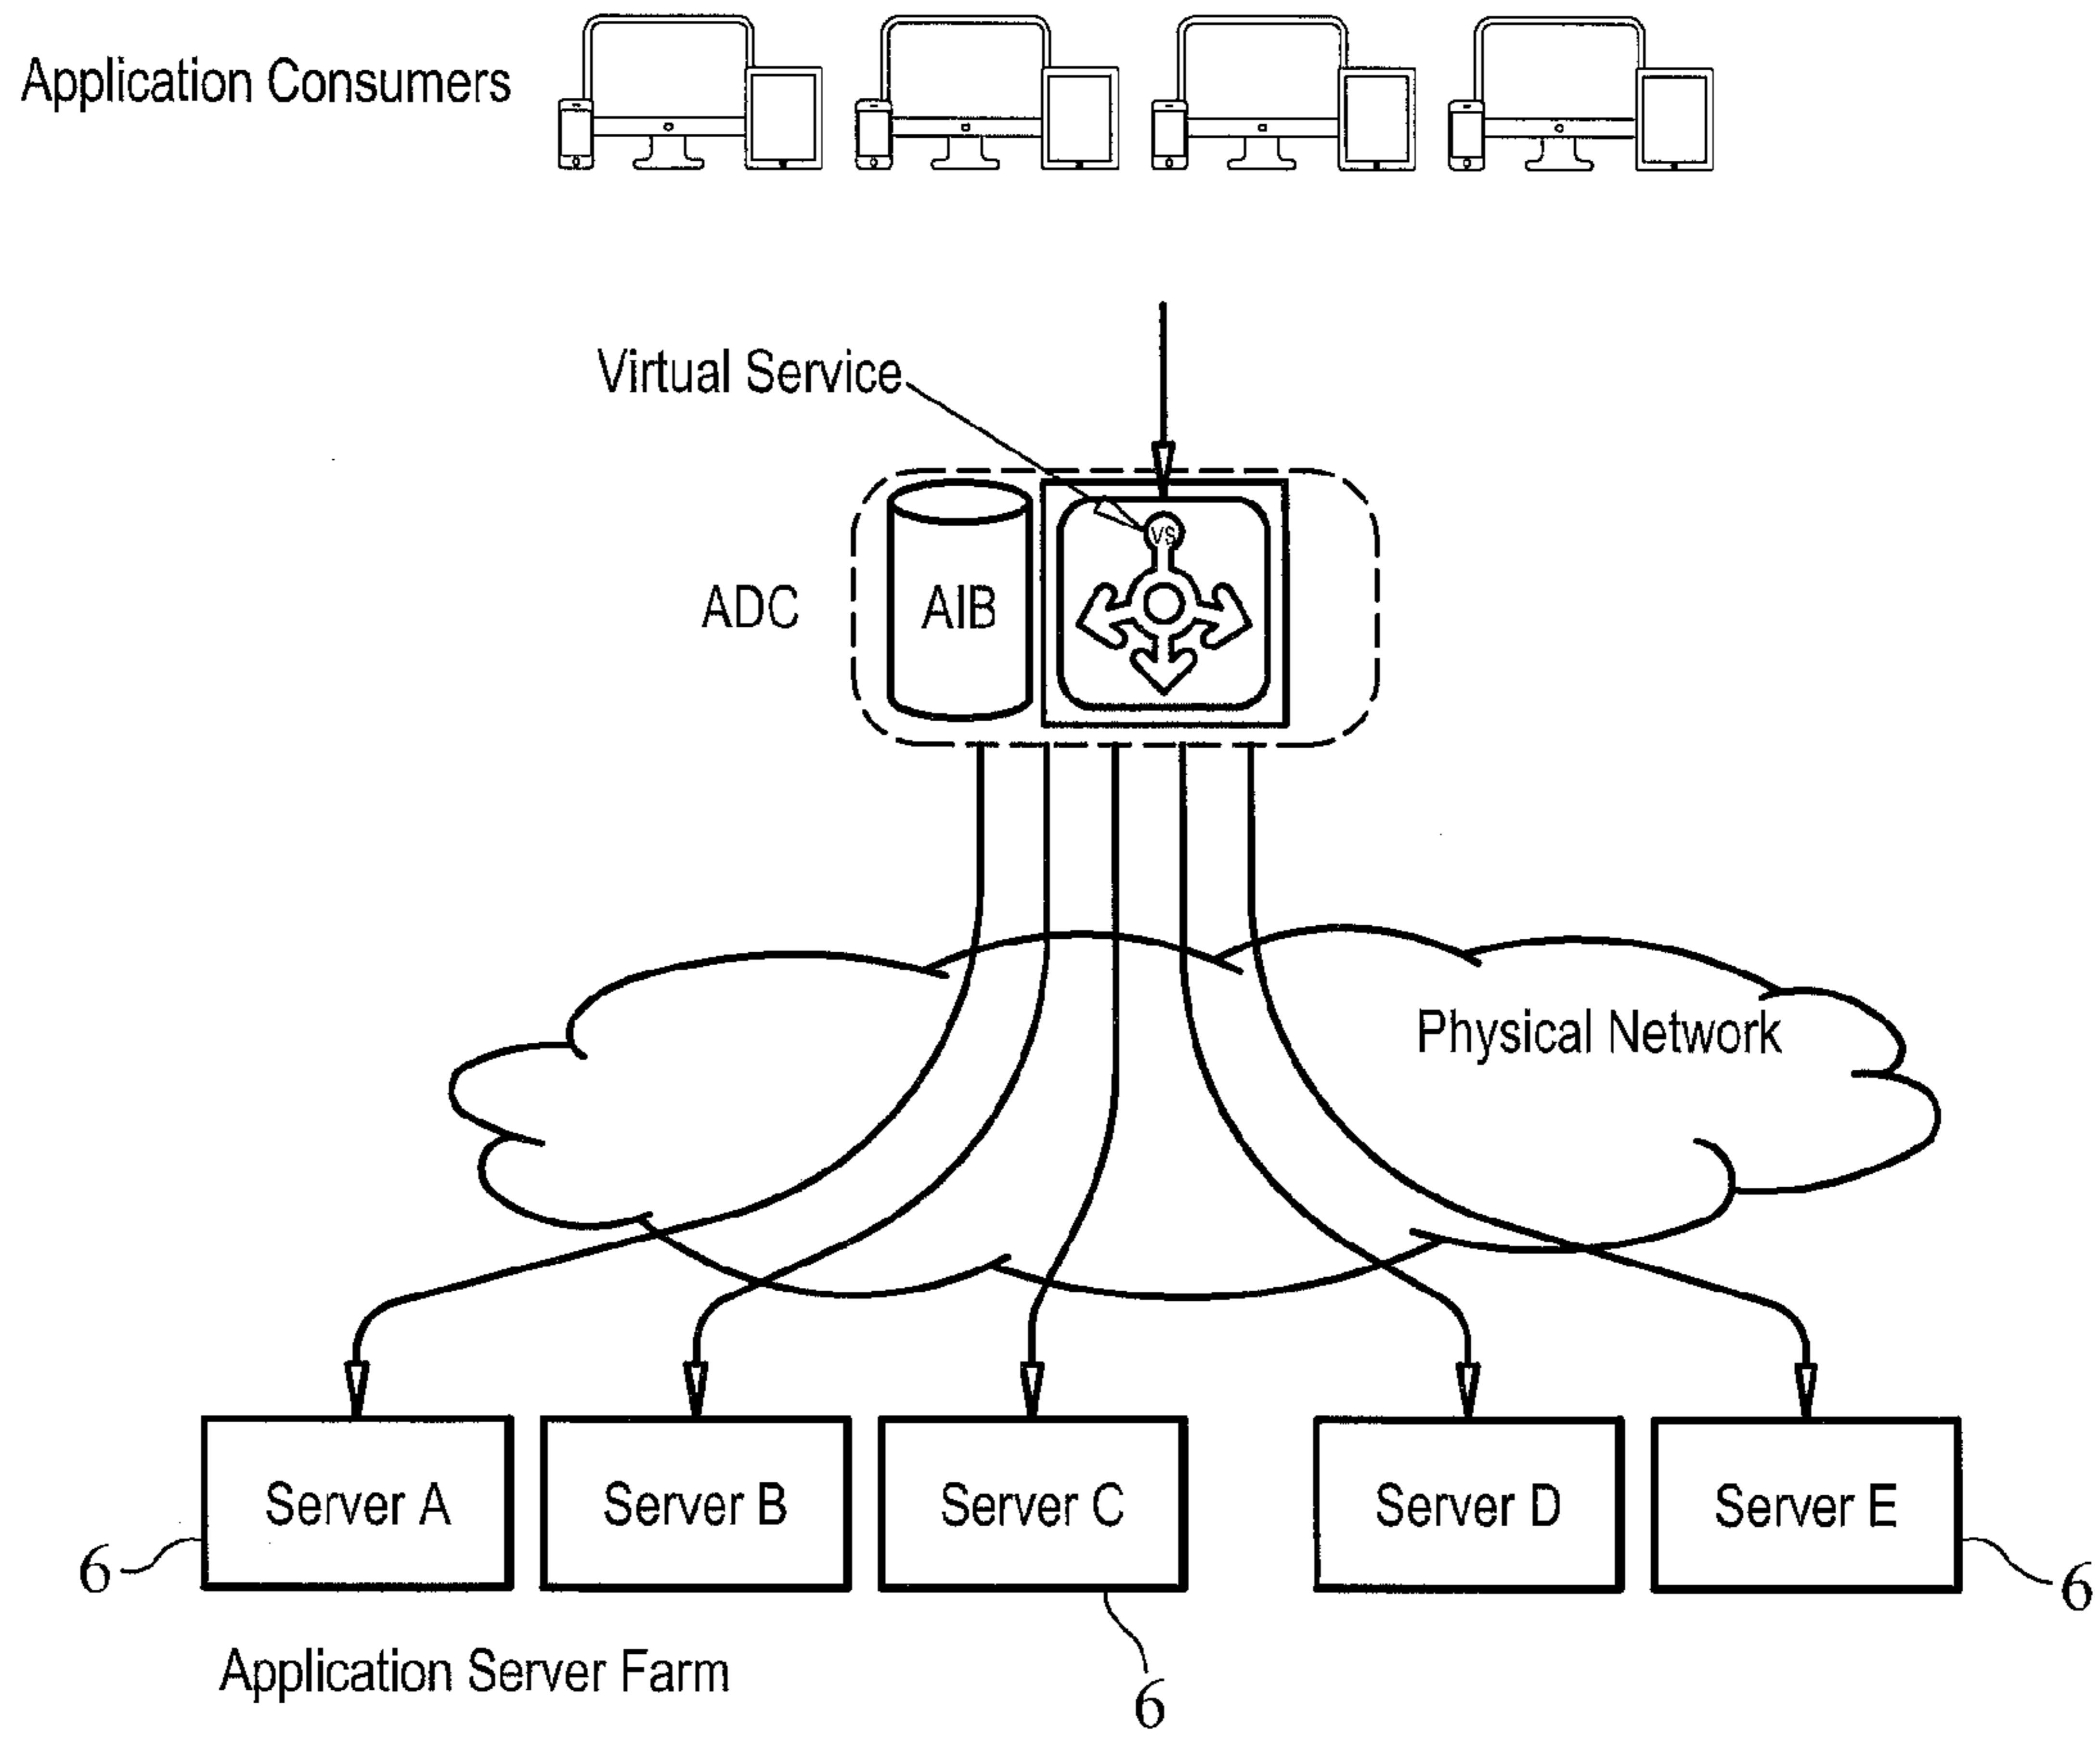 Application Consumers
Virtual Service
VS
ADC
AIB
Physical Network
Server A
Server B
Server C
Server D
Server E
6
6
6
Application Server Farm